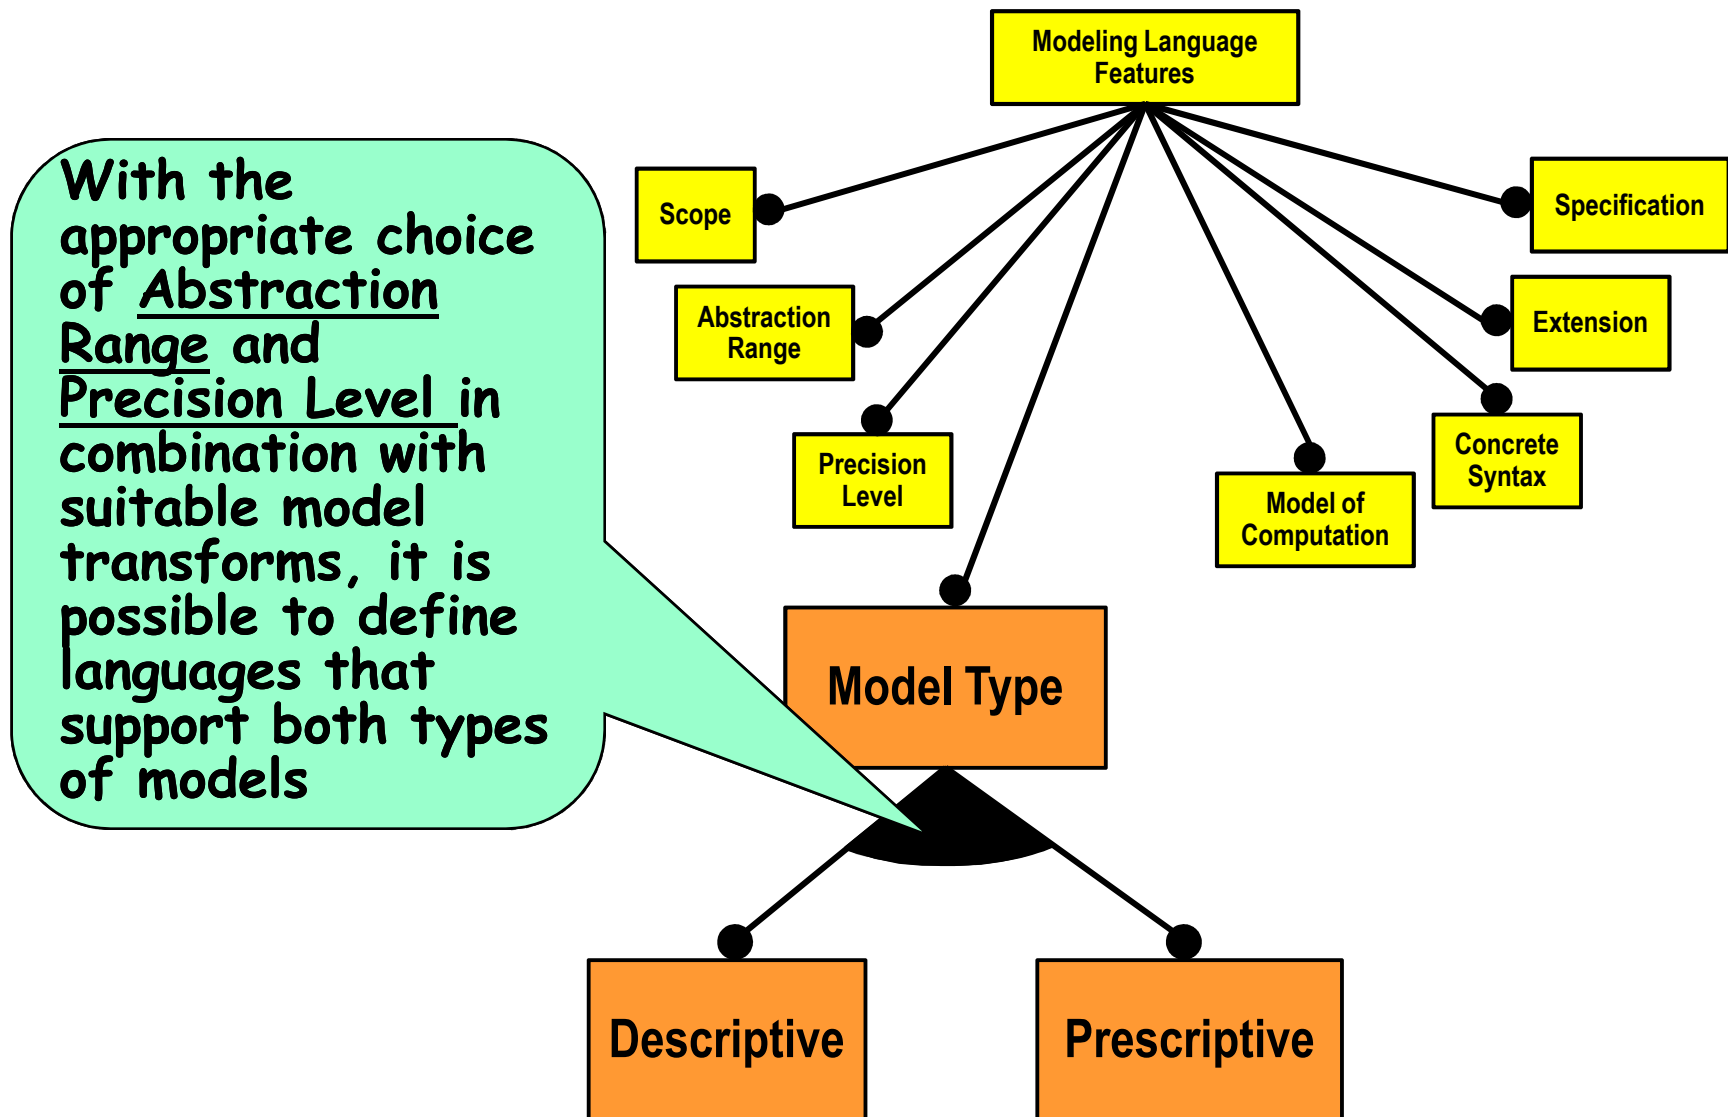 Modeling Language
Features
With the
appropriate choice
of Abstraction
Range and
Precision Level in
combination with
suitable model
transforms, it is
possible to define
languages that
support both types
of models
Scope
Specification
Abstraction
Range
Extension
Precision
Level
Concrete
Syntax
Model of
Computation
Model Type
Descriptive
Prescriptive